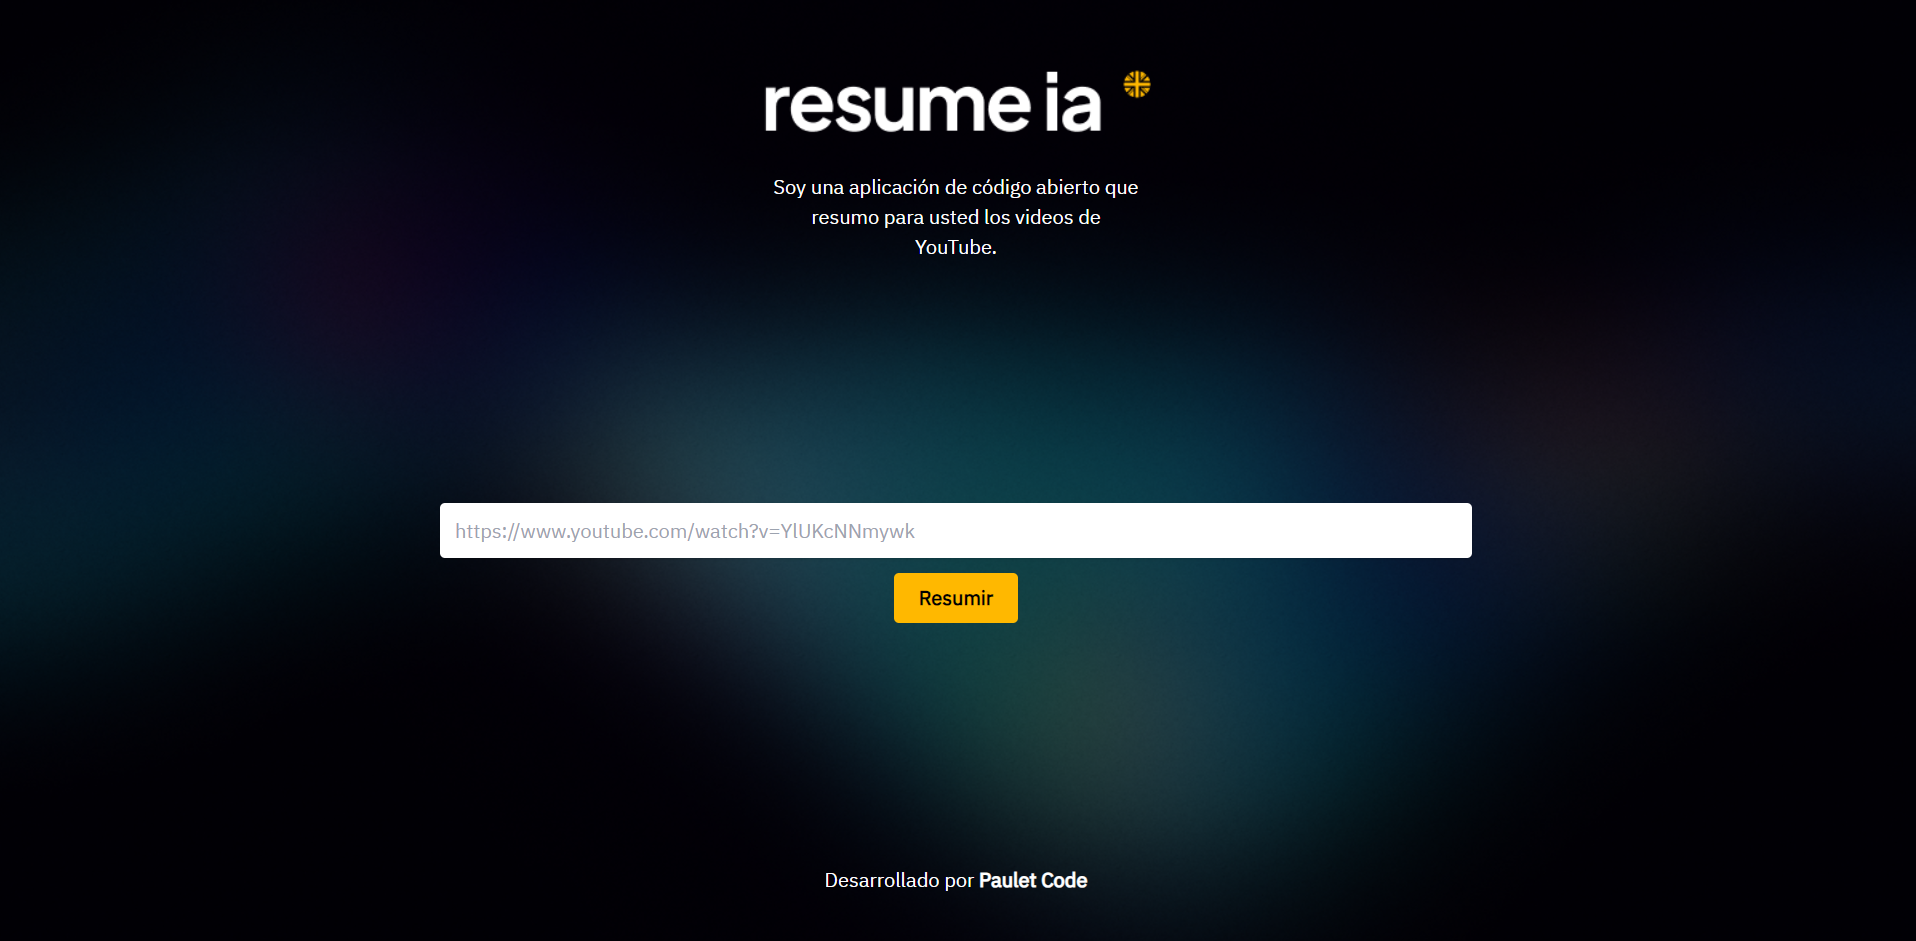 resume ia
Soy una aplicación de código abierto que
resumo para usted los videos de
YouTube.
https://www.youtube.com/watch?v=YlUKcNNmywk
Resumir
Desarrollado por Paulet Code